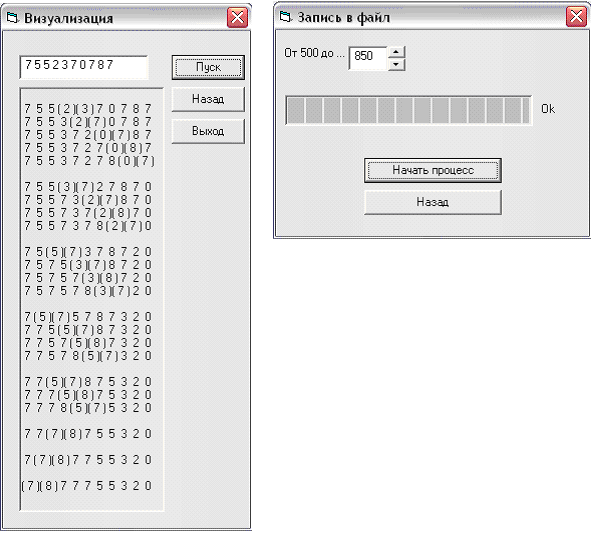 Визуализация
7552370787
Пуск
Назад
Выход
7 5 5 (2)(3) 7 0 7 8 7
7 5 5 3 (2)(7) 0 7 8 7
7 5 5 3 7 2 (0)(7) 8 7
7 5 5 3 7 2 7 (0)(8) 7
7 5 5 3 7 2 7 8 (0)(7)
7 5 5 (3)(7) 2 7 8 7 0
7 5 5 7 3 (2)(7) 8 7 0
7 5 5 7 3 7 (2)(8) 7 0
7 5 5 7 3 7 8 (2)(7) 0
7 5 (5)(7) 3 7 8 7 2 0
7 5 7 5 (3)(7) 8 7 2 0
7 5 7 5 7 (3)(8) 7 2 0
7 5 7 5 7 8 (3)(7) 2 0
7 (5)(7) 5 7 8 7 3 2 0
7 7 5 (5)(7) 8 7 3 2 0
7 7 5 7 (5)(8) 7 3 2 0
7 7 5 7 8 (5)(7) 3 2 0
7 7 (5)(7) 8 7 5 3 2 0
7 7 7 (5)(8) 7 5 3 2 0
7 7 7 8 (5)(7) 5 3 2 0
7 7 (7)(8) 7 5 5 3 2 0
7 (7)(8) 7 7 5 5 3 2 0
(7)(8) 7 7 7 5 5 3 2 0
Запись в файл
От 500 до ... 850
Ok
Начать процесс
Назад